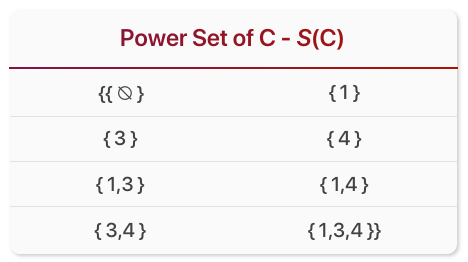 Power Set of C - S(C)
{{ ∅ } { 1 }
{ 3 } { 4 }
{ 1,3 } { 1,4 }
{ 3,4 } { 1,3,4 }}